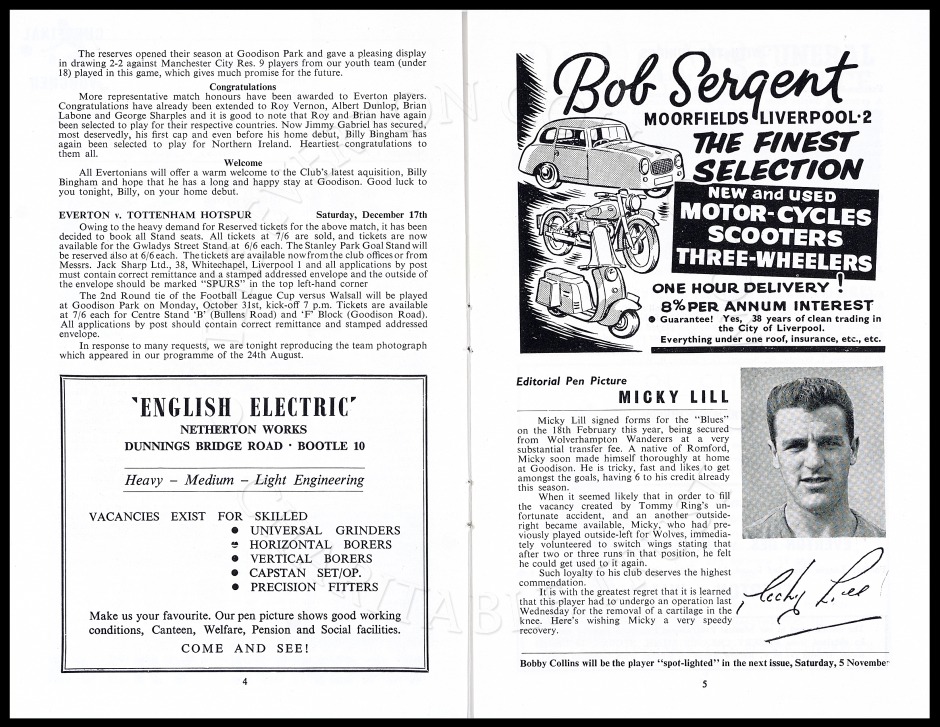 The reserves opened their season at Goodison Park and gave a pleasing display
in drawing 2-2 against Manchester City Res. 9 players from our youth team (under
18) played in this game, which gives much promise for the future.
Congratulations
More representative match honours have been awarded to Everton players.
Congratulations have already been extended to Roy Vernon, Albert Dunlop, Brian
Labone and George Sharples and it is good to note that Roy and Brian have again
been selected to play for their respective countries. Now Jimmy Gabriel has secured,
most deservedly, his first cap and even before his home debut, Billy Bingham has
again been selected to play for Northern Ireland. Heartiest congratulations to
them all.
Welcome
All Evertonians will offer a warm welcome to the Club's latest aquisition, Billy
Bingham and hope that he has a long and happy stay at Goodison. Good luck to
you tonight, Billy, on your home debut.
EVERTON v. TOTTENHAM HOTSPUR Saturday, December 17th
Owing to the heavy demand for Reserved tickets for the above match, it has been
decided to book all Stand seats. All tickets at 7/6 are sold, and tickets are now
available for the Gwladys Street Stand at 6/6 each. The Stanley Park Goal Stand will
be reserved also at 6/6 each. The tickets are available now from the club offices or from
Messrs. Jack Sharp Ltd., 38, Whitechapel, Liverpool 1 and all applications by post
must contain correct remittance and a stamped addressed envelope and the outside of
the envelope should be marked "SPURS" in the top left-hand corner
The 2nd Round tie of the Football League Cup versus Walsall will be played
at Goodison Park on Monday, October 31st, kick-off 7 p.m. Tickets are available
at 7/6 each for Centre Stand 'B' (Bullens Road) and 'F' Block (Goodison Road).
All applications by post should contain correct remittance and stamped addressed
envelope.
In response to many requests, we are tonight reproducing the team photograph
which appeared in our programme of the 24th August.
'ENGLISH ELECTRIC'
NETHERTON WORKS
DUNNINGS BRIDGE ROAD · BOOTLE 10
Heavy – Medium – Light Engineering
VACANCIES EXIST FOR SKILLED
● UNIVERSAL GRINDERS
● HORIZONTAL BORERS
● VERTICAL BORERS
● CAPSTAN SET/OP.
● PRECISION FITTERS
Make us your favourite. Our pen picture shows good working
conditions, Canteen, Welfare, Pension and Social facilities.
COME AND SEE!
4
Bob Sergent
MOORFIELDS LIVERPOOL·2
THE FINEST
SELECTION
NEW and USED
MOTOR-CYCLES
SCOOTERS
THREE-WHEELERS
ONE HOUR DELIVERY!
8% PER ANNUM INTEREST
● Guarantee! Yes, 38 years of clean trading in
the City of Liverpool.
Everything under one roof, insurance, etc., etc.
Editorial Pen Picture
MICKY LILL
Micky Lill signed forms for the "Blues"
on the 18th February this year, being secured
from Wolverhampton Wanderers at a very
substantial transfer fee. A native of Romford,
Micky soon made himself thoroughly at home
at Goodison. He is tricky, fast and likes to get
amongst the goals, having 6 to his credit already
this season.
When it seemed likely that in order to fill
the vacancy created by Tommy Ring's un-
fortunate accident, and an another outside-
right became available, Micky, who had pre-
viously played outside-left for Wolves, immedia-
tely volunteered to switch wings stating that
after two or three runs in that position, he felt
he could get used to it again.
Such loyalty to his club deserves the highest
commendation.
It is with the greatest regret that it is learned
that this player had to undergo an operation last
Wednesday for the removal of a cartilage in the
knee. Here's wishing Micky a very speedy
recovery.
Micky Lill
Bobby Collins will be the player "spot-lighted" in the next issue, Saturday, 5 Novembe
5